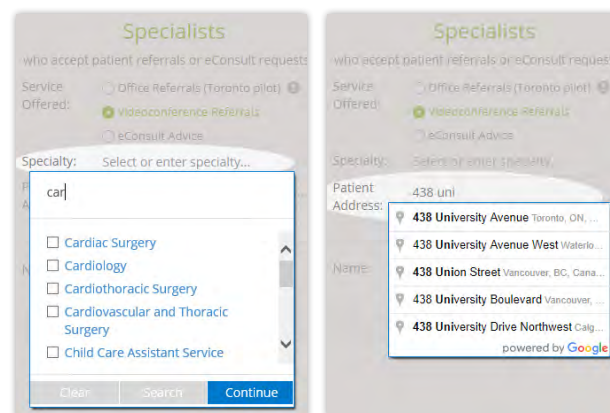 Specialists
who accept patient referrals or eConsult requests
Service Offered:
Office Referrals (Toronto pilot)
Videoconference Referrals
eConsult Advice
Specialty: Select or enter specialty...
car
Cardiac Surgery
Cardiology
Cardiothoracic Surgery
Cardiovascular and Thoracic
Surgery
Child Care Assistant Service
Clear Search Continue
Specialists
who accept patient referrals or eConsult reques
Service Offered:
Office Referrals (Toronto pilot)
Videoconference Referrals
eConsult Advice
Specialty: Select or enter specialty...
Patient
Address: 438 uni
438 University Avenue Toronto, ON, ...
438 University Avenue West Waterlo...
438 Union Street Vancouver, BC, Cana...
438 University Boulevard Vancouver, ...
438 University Drive Northwest Calg...
Name:
powered by Google